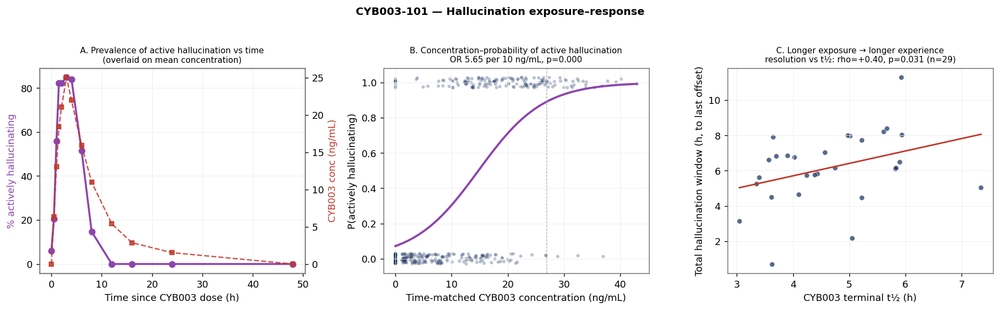 CYB003-101 — Hallucination exposure–response
A. Prevalence of active hallucination vs time
(overlaid on mean concentration)
% actively hallucinating
80
60
40
20
0
25
20
15
10
5
0
CYB003 conc (ng/mL)
0 10 20 30 40 50
Time since CYB003 dose (h)
B. Concentration–probability of active hallucination
OR 5.65 per 10 ng/mL, p=0.000
P(actively hallucinating)
1.0
0.8
0.6
0.4
0.2
0.0
0 10 20 30 40
Time-matched CYB003 concentration (ng/mL)
C. Longer exposure → longer experience
resolution vs t½: rho=+0.40, p=0.031 (n=29)
Total hallucination window (h, to last offset)
10
8
6
4
2
3 4 5 6 7
CYB003 terminal t½ (h)